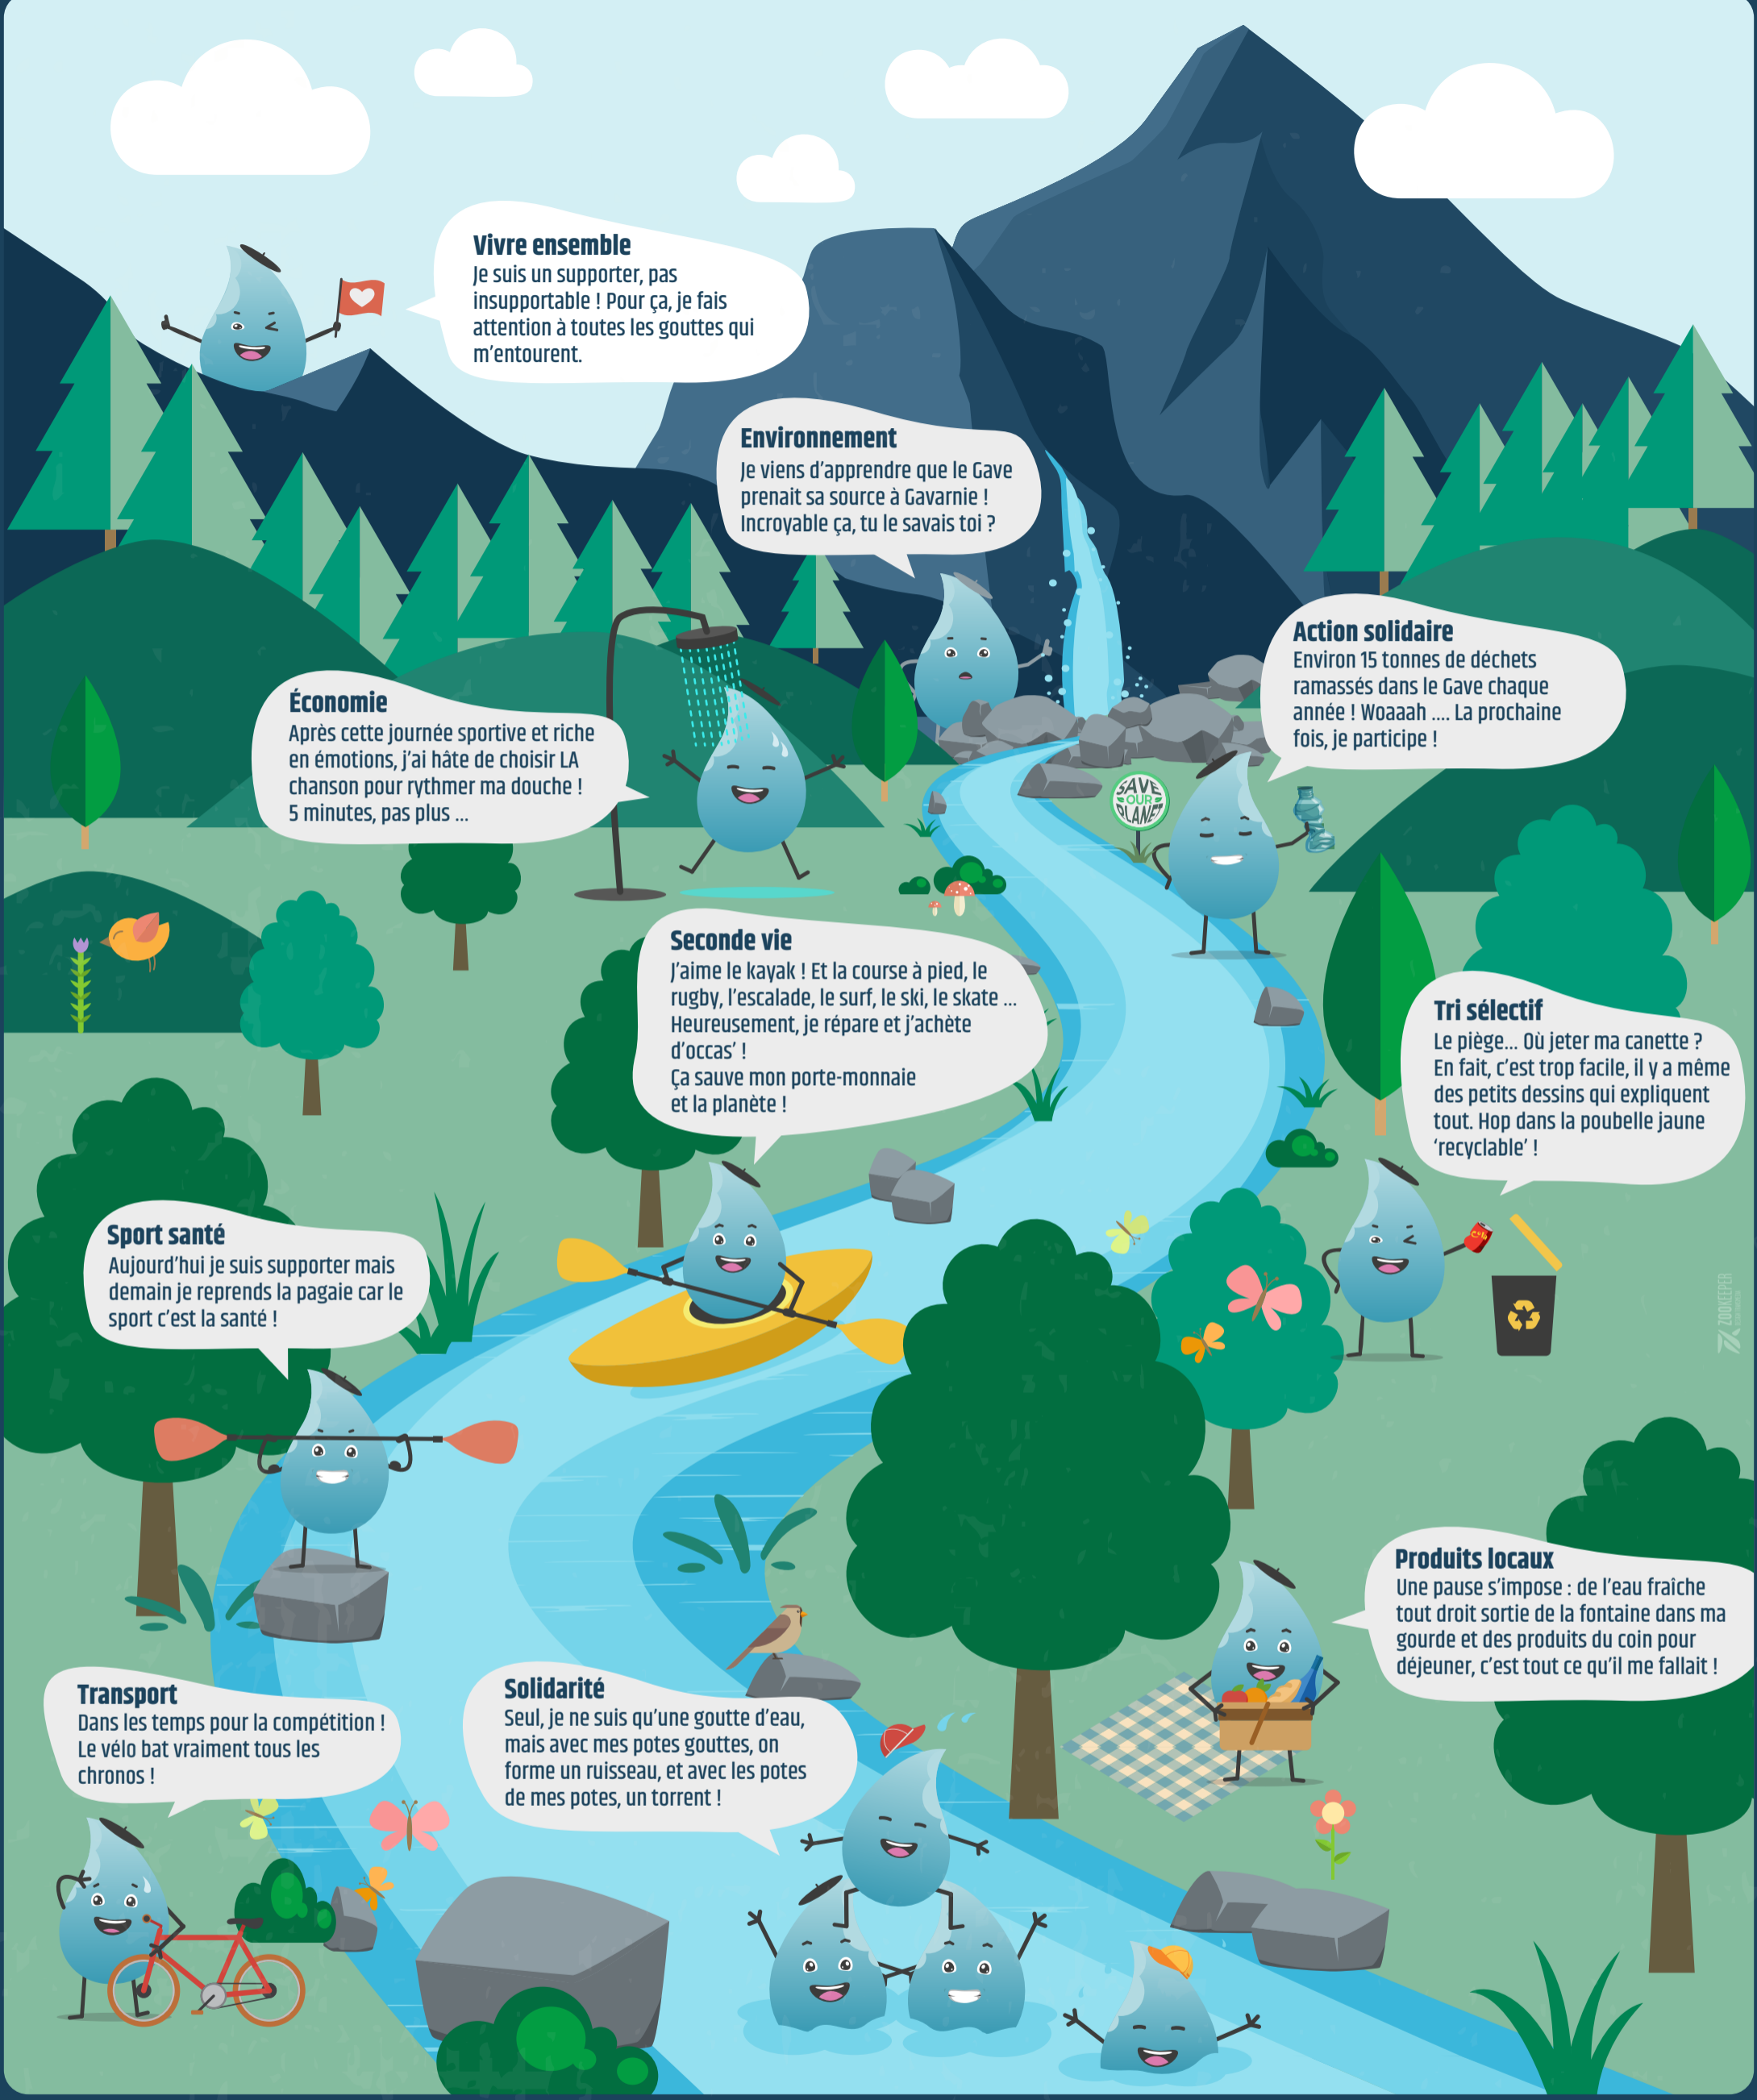 Vivre ensemble
Je suis un supporter, pas
insupportable ! Pour ça, je fais
attention à toutes les gouttes qui
m'entourent.
Environnement
Je viens d'apprendre que le Gave
prenait sa source à Gavarnie !
Incroyable ça, tu le savais toi ?
Action solidaire
Environ 15 tonnes de déchets
ramassés dans le Gave chaque
année ! Woaaah .... La prochaine
fois, je participe !
Économie
Après cette journée sportive et riche
en émotions, j'ai hâte de choisir LA
chanson pour rythmer ma douche !
5 minutes, pas plus ...
SAVE
OUR
PLANET
Seconde vie
J'aime le kayak ! Et la course à pied, le
rugby, l'escalade, le surf, le ski, le skate ...
Heureusement, je répare et j'achète
d'occas' !
Ça sauve mon porte-monnaie
et la planète !
Tri sélectif
Le piège... Où jeter ma canette ?
En fait, c'est trop facile, il y a même
des petits dessins qui expliquent
tout. Hop dans la poubelle jaune
'recyclable' !
Sport santé
Aujourd'hui je suis supporter mais
demain je reprends la pagaie car le
sport c'est la santé !
ZOOKEEPER
Produits locaux
Une pause s'impose : de l'eau fraîche
tout droit sortie de la fontaine dans ma
gourde et des produits du coin pour
déjeuner, c'est tout ce qu'il me fallait !
Transport
Dans les temps pour la compétition !
Le vélo bat vraiment tous les
chronos !
Solidarité
Seul, je ne suis qu'une goutte d'eau,
mais avec mes potes gouttes, on
forme un ruisseau, et avec les potes
de mes potes, un torrent !